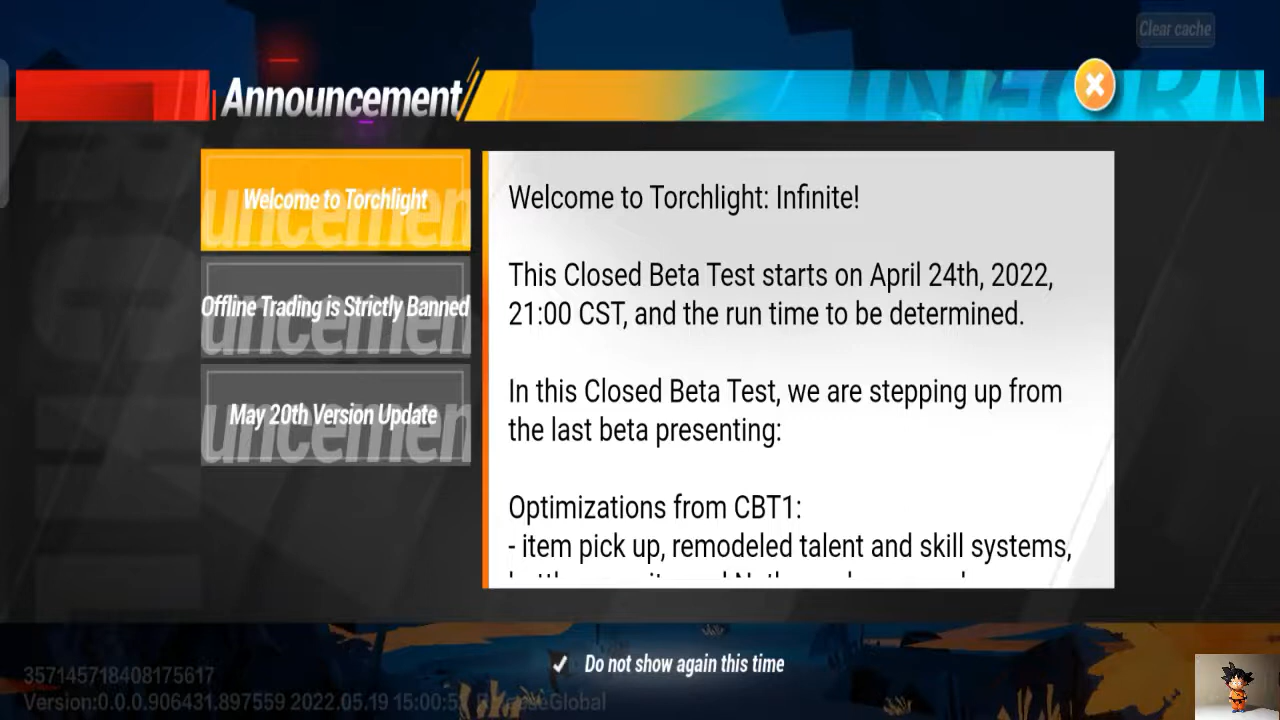 Clear cache
Announcement
Welcome to Torchlight
Offline Trading is Strictly Banned
May 20th Version Update
Welcome to Torchlight: Infinite!
This Closed Beta Test starts on April 24th, 2022,
21:00 CST, and the run time to be determined.
In this Closed Beta Test, we are stepping up from
the last beta presenting:
Optimizations from CBT1:
- item pick up, remodeled talent and skill systems,
Do not show again this time
357145718408175617
Version:0.0.0.906431.897559 2022.05.19